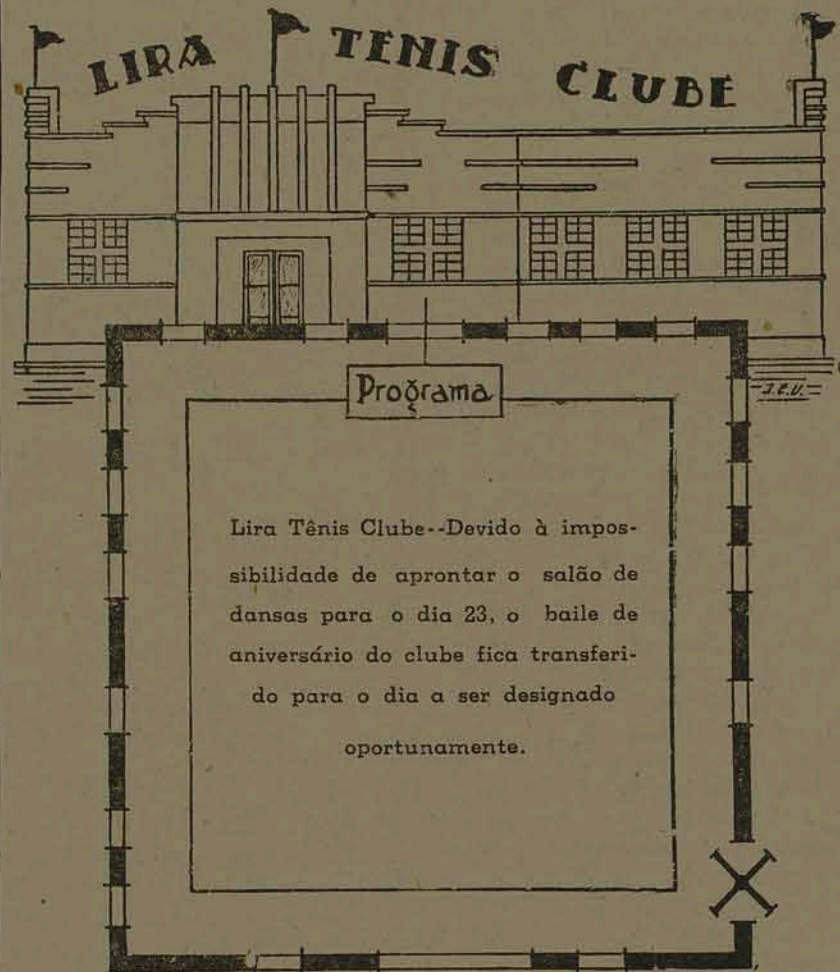 LIRA TENIS CLUBE
Programa
J.E.V.
Lira Tênis Clube--Devido à impos-
sibilidade de aprontar o salão de
dansas para o dia 23, o baile de
aniversário do clube fica transferi-
do para o dia a ser designado
oportunamente.